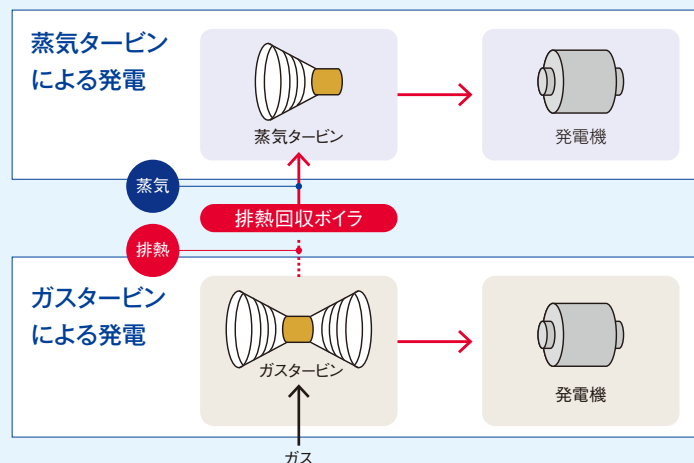 蒸気タービン
による発電
蒸気タービン
発電機
蒸気
排熱回収ボイラ
排熱
ガスタービン
による発電
ガスタービン
発電機
ガス